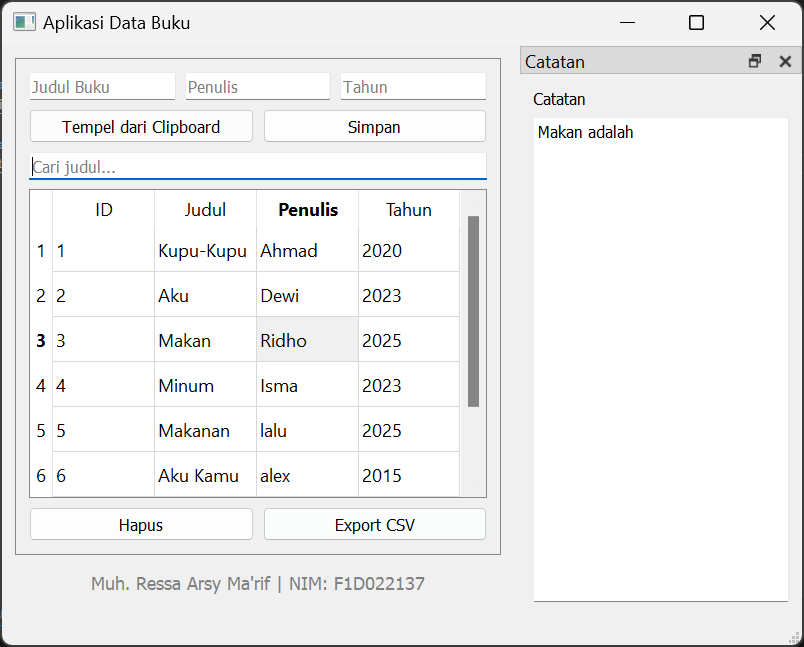 Aplikasi Data Buku
Catatan
Judul Buku Penulis Tahun
Tempel dari Clipboard Simpan
Cari judul...
ID Judul Penulis Tahun
1 1 Kupu-Kupu Ahmad 2020
2 2 Aku Dewi 2023
3 3 Makan Ridho 2025
4 4 Minum Isma 2023
5 5 Makanan lalu 2025
6 6 Aku Kamu alex 2015
Hapus Export CSV
Muh. Ressa Arsy Ma'rif | NIM: F1D022137
Catatan
Makan adalah